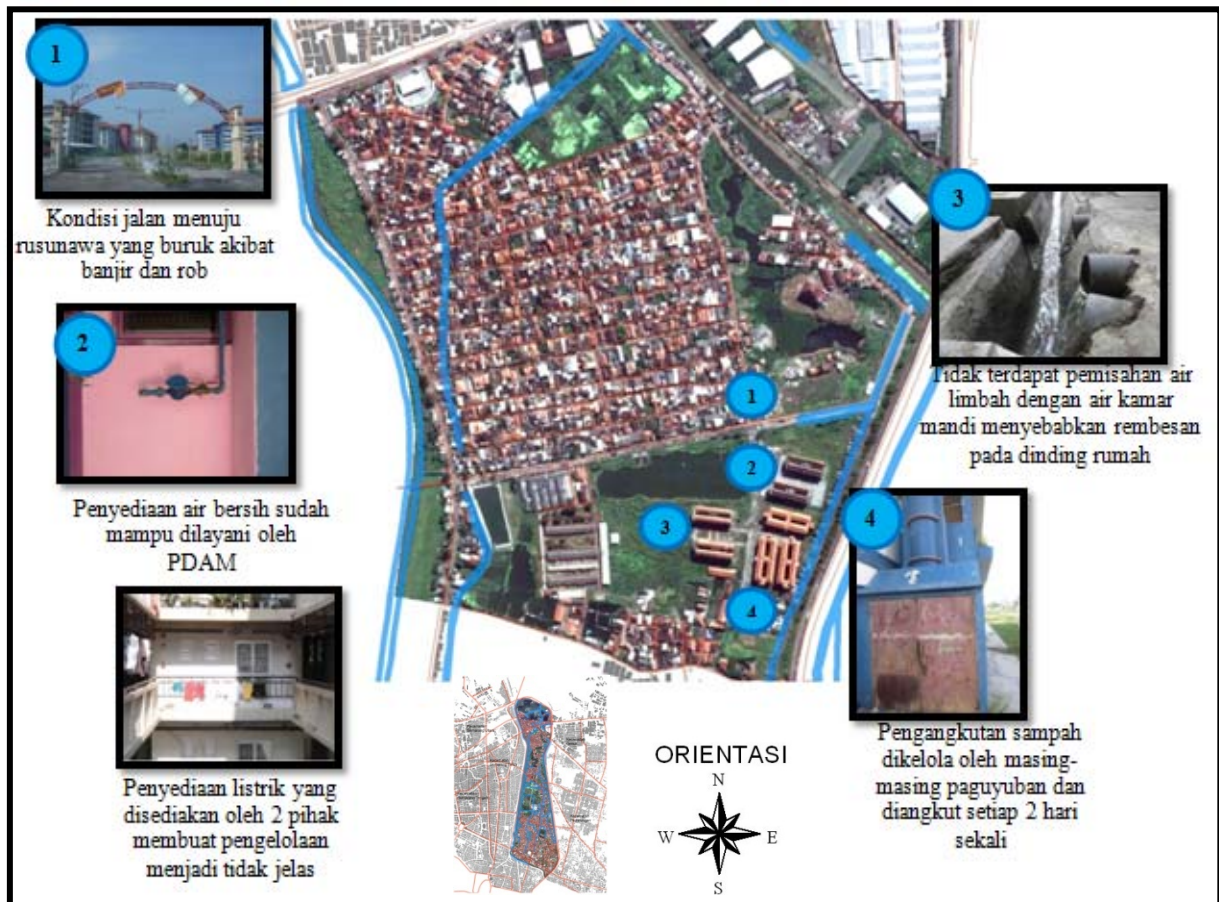 1
Kondisi jalan menuju
rusunawa yang buruk akibat
banjir dan rob
2
Penyediaan air bersih sudah
mampu dilayani oleh
PDAM
Penyediaan listrik yang
disediakan oleh 2 pihak
membuat pengelolaan
menjadi tidak jelas
1
2
3
4
3
Tidak terdapat pemisahan air
limbah dengan air kamar
mandi menyebabkan rembesan
pada dinding rumah
4
Pengangkutan sampah
dikelola oleh masing-
masing paguyuban dan
diangkut setiap 2 hari
sekali
ORIENTASI
N
W
E
S